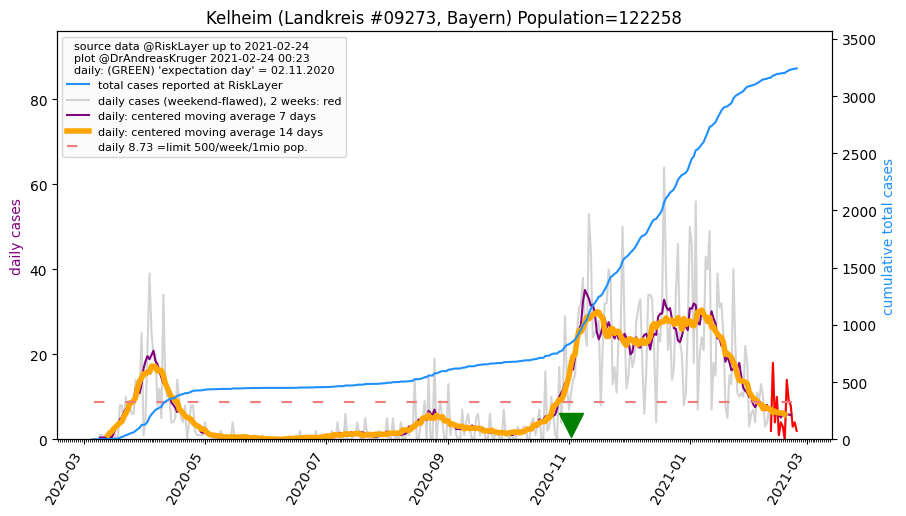 Kelheim (Landkreis #09273, Bayern) Population=122258
source data @RiskLayer up to 2021-02-24
plot @DrAndreasKruger 2021-02-24 00:23
daily: (GREEN) 'expectation day' = 02.11.2020
total cases reported at RiskLayer
daily cases (weekend-flawed), 2 weeks: red
daily: centered moving average 7 days
daily: centered moving average 14 days
daily 8.73 =limit 500/week/1mio pop.
daily cases
80
60
40
20
0
cumulative total cases
3500
3000
2500
2000
1500
1000
500
0
2020-03
2020-05
2020-07
2020-09
2020-11
2021-01
2021-03